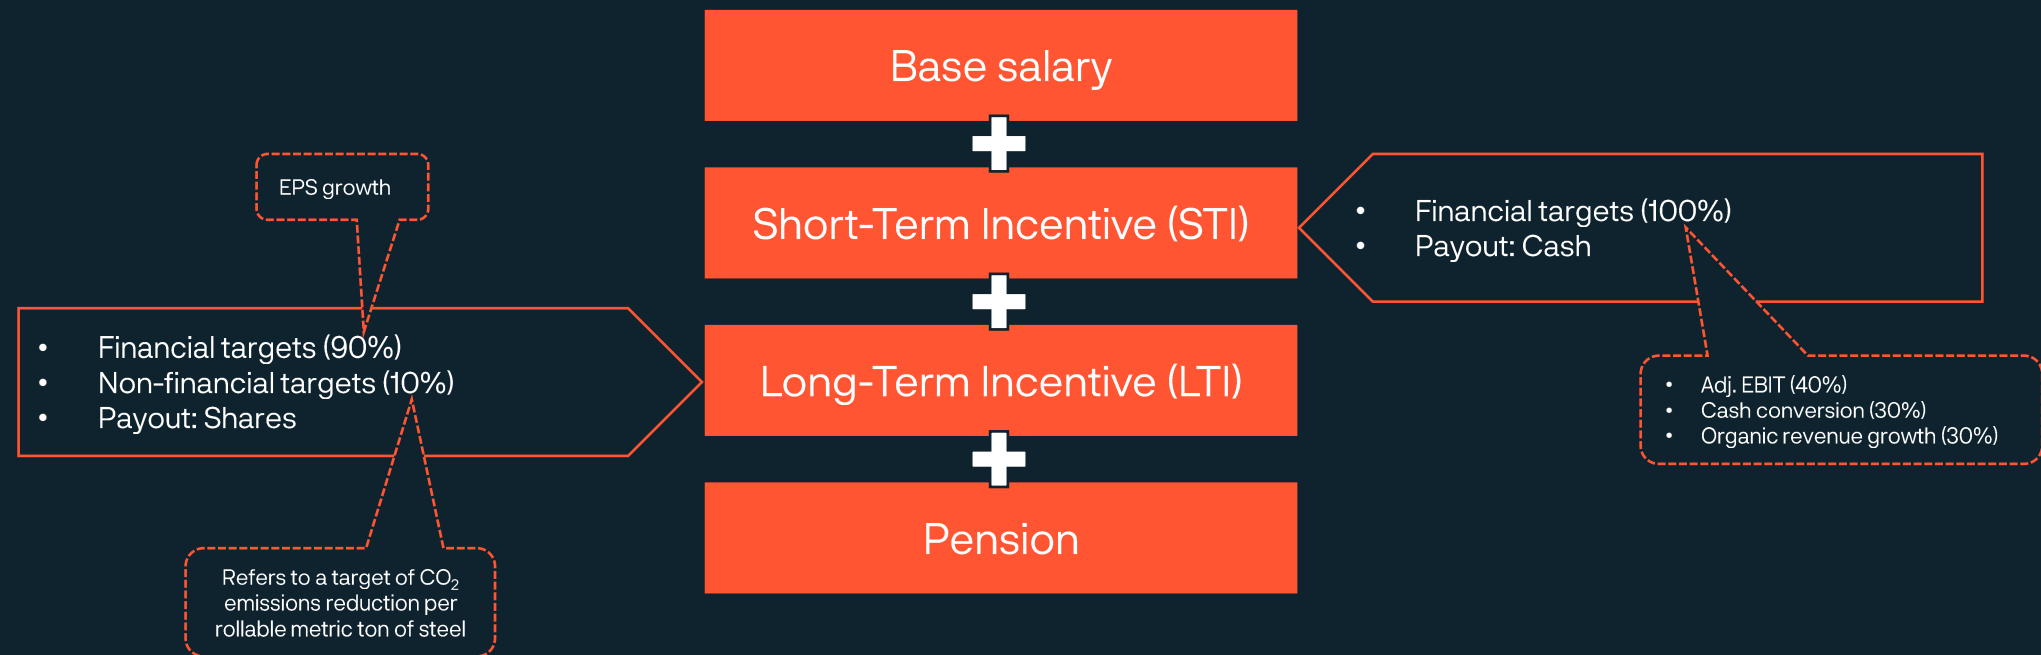 Base salary
EPS growth
Short-Term Incentive (STI)
• Financial targets (100%)
• Payout: Cash
• Financial targets (90%)
• Non-financial targets (10%)
• Payout: Shares
Long-Term Incentive (LTI)
• Adj. EBIT (40%)
• Cash conversion (30%)
• Organic revenue growth (30%)
Pension
Refers to a target of CO₂
emissions reduction per
rollable metric ton of steel